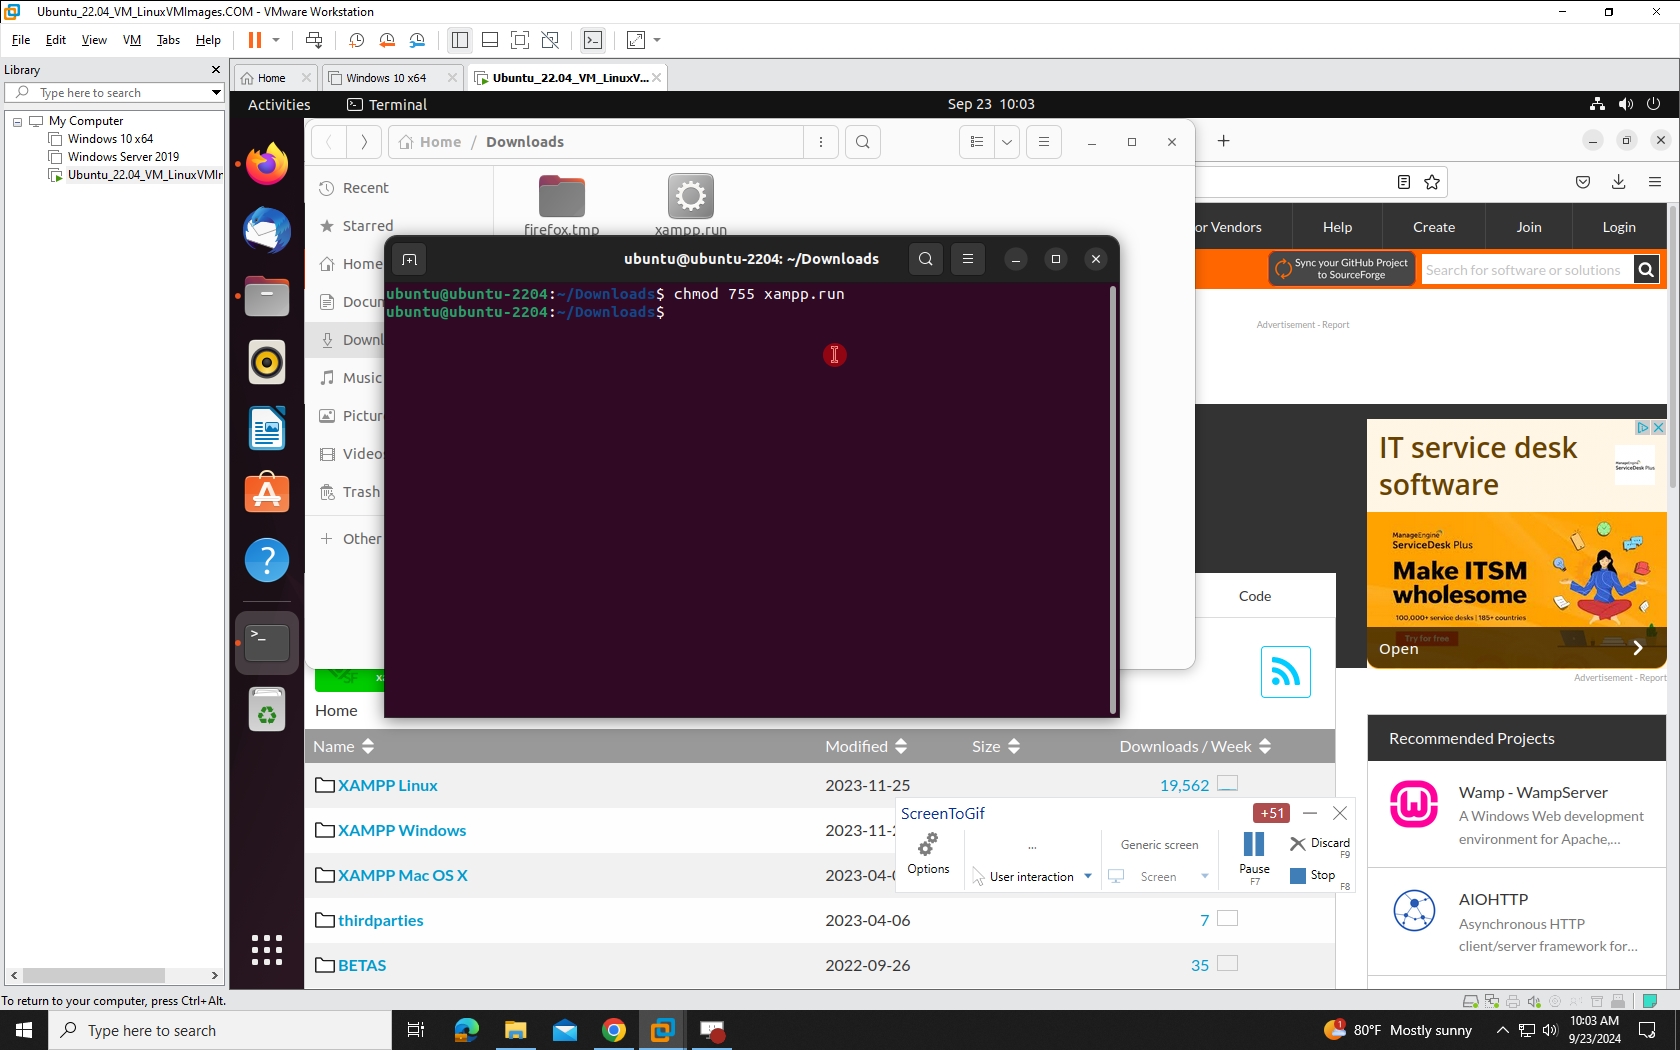 Ubuntu_22.04_VM_LinuxVMImages.COM - VMware Workstation
File Edit View VM Tabs Help
Library
Type here to search
My Computer
Windows 10 x64
Windows Server 2019
Ubuntu_22.04_VM_LinuxVMIr
Home
Windows 10 x64
Ubuntu_22.04_VM_LinuxV...
Activities
Terminal
Sep 23 10:03
Home / Downloads
Recent
Starred
Home
Docun
Downl
Music
Pictur
Video
Trash
Other
firefox.tmp
xampp.run
ubuntu@ubuntu-2204: ~/Downloads
ubuntu@ubuntu-2204:~/Downloads$ chmod 755 xampp.run
ubuntu@ubuntu-2204:~/Downloads$
or Vendors
Help
Create
Join
Login
Sync your GitHub Project
to SourceForge
Search for software or solutions
Advertisement - Report
IT service desk
software
ManageEngine
ServiceDesk Plus
ManageEngine
ServiceDesk Plus
Make ITSM
wholesome
100,000+ service desks | 185+ countries
Try for free
Open
Advertisement - Report
Code
Home
Name
Modified
Size
Downloads / Week
XAMPP Linux
2023-11-25
19,562
XAMPP Windows
2023-11-2
XAMPP Mac OS X
2023-04-0
thirdparties
2023-04-06
7
BETAS
2022-09-26
35
ScreenToGif
+51
Options
...
User interaction
Generic screen
Screen
Pause
F7
Discard
F9
Stop
F8
Recommended Projects
Wamp - WampServer
A Windows Web development
environment for Apache,...
AIOHTTP
Asynchronous HTTP
client/server framework for...
To return to your computer, press Ctrl+Alt.
Type here to search
80°F Mostly sunny
10:03 AM
9/23/2024